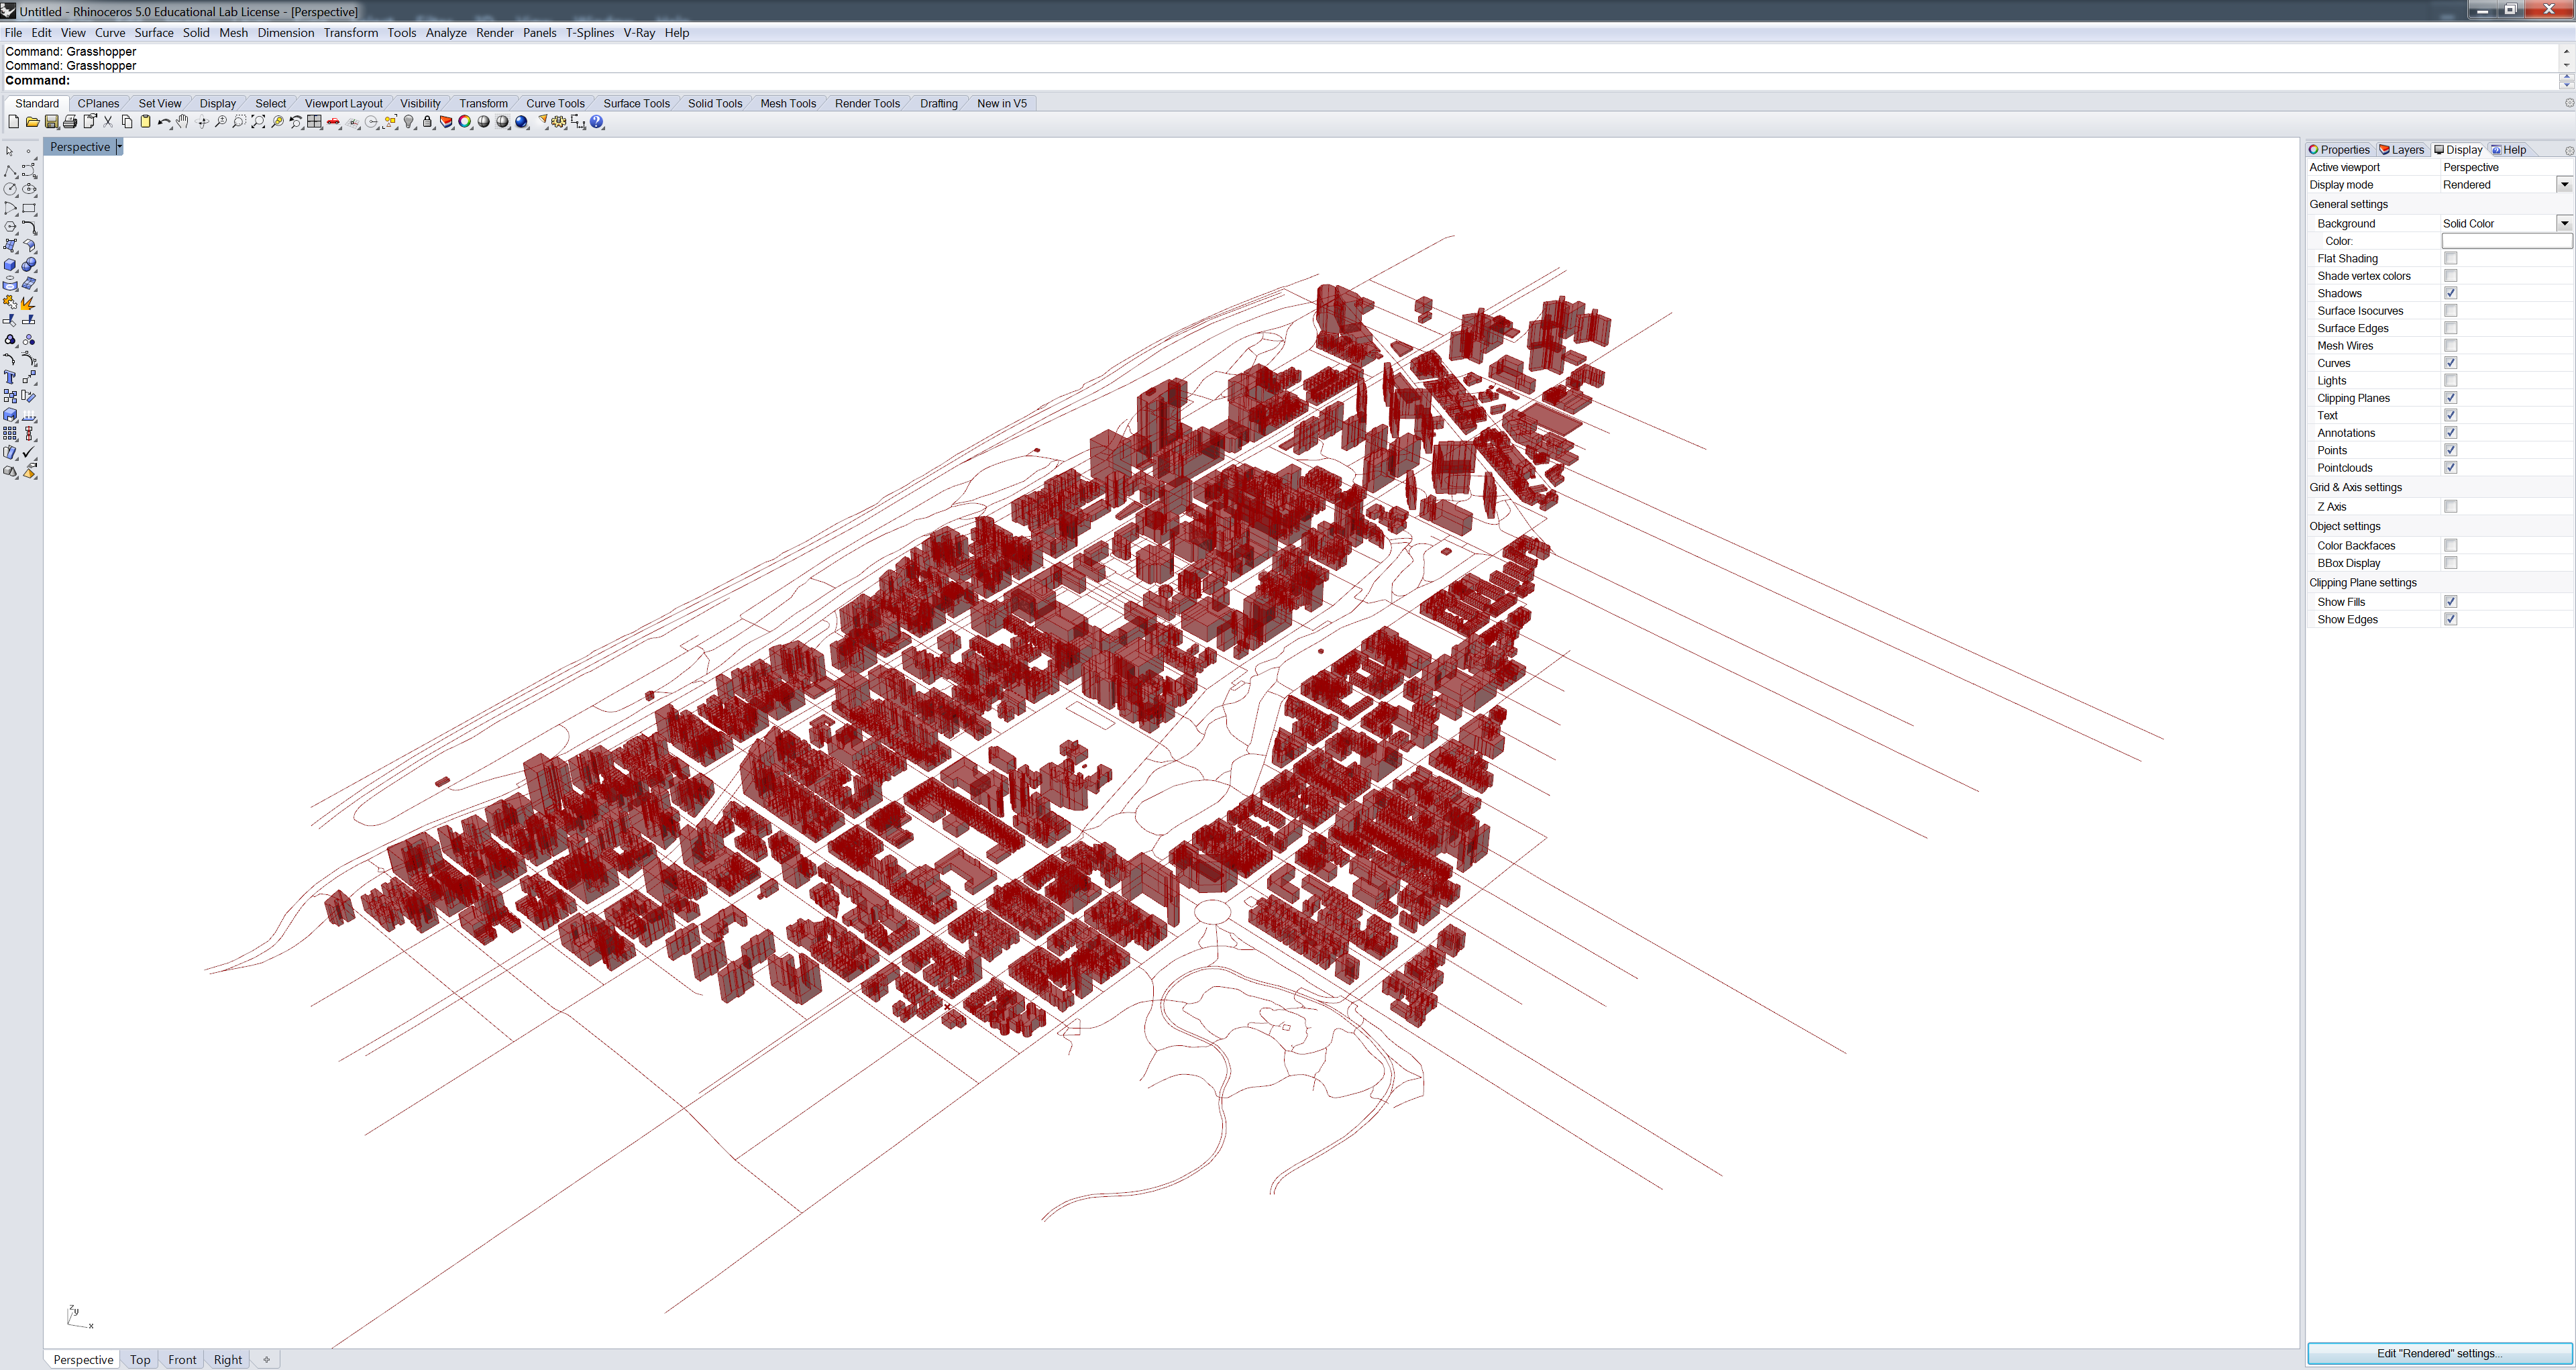 Untitled - Rhinoceros 5.0 Educational Lab License - [Perspective]
File Edit View Curve Surface Solid Mesh Dimension Transform Tools Analyze Render Panels T-Splines V-Ray Help
Command: Grasshopper
Command: Grasshopper
Command:
Standard CPlanes Set View Display Select Viewport Layout Visibility Transform Curve Tools Surface Tools Solid Tools Mesh Tools Render Tools Drafting New in V5
Perspective
Properties Layers Display Help
Active viewport Perspective
Display mode Rendered
General settings
Background Solid Color
Color:
Flat Shading
Shade vertex colors
Shadows
Surface Isocurves
Surface Edges
Mesh Wires
Curves
Lights
Clipping Planes
Text
Annotations
Points
Pointclouds
Grid & Axis settings
Z Axis
Object settings
Color Backfaces
BBox Display
Clipping Plane settings
Show Fills
Show Edges
z
y
x
Edit "Rendered" settings...
Perspective Top Front Right